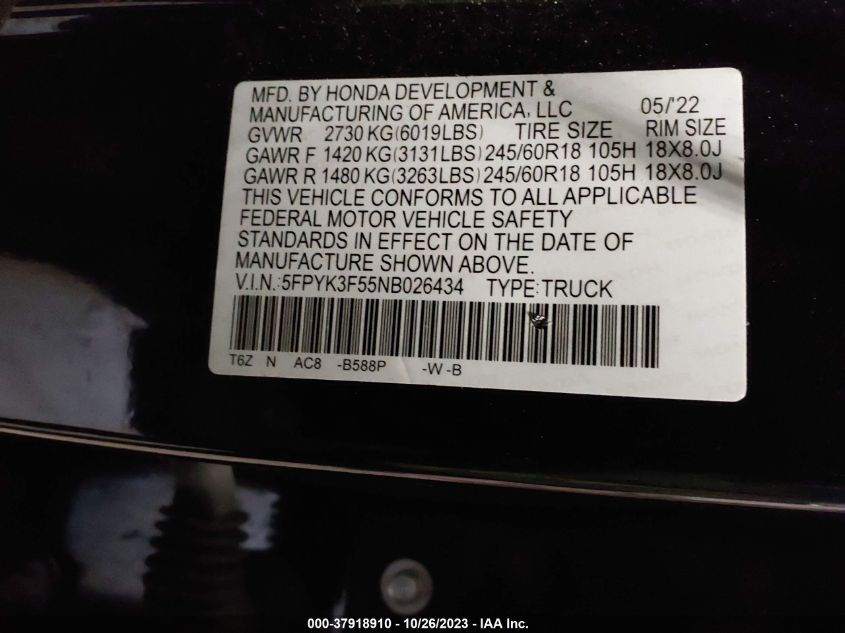 MFD. BY HONDA DEVELOPMENT &
MANUFACTURING OF AMERICA, LLC 05/'22
GVWR 2730 KG(6019LBS) TIRE SIZE RIM SIZE
GAWR F 1420 KG(3131LBS) 245/60R18 105H 18X8.0J
GAWR R 1480 KG(3263LBS) 245/60R18 105H 18X8.0J
THIS VEHICLE CONFORMS TO ALL APPLICABLE
FEDERAL MOTOR VEHICLE SAFETY
STANDARDS IN EFFECT ON THE DATE OF
MANUFACTURE SHOWN ABOVE.
V.I.N.:5FPYK3F55NB026434 TYPE:TRUCK
T6Z N AC8 -B588P -W -B
000-37918910 - 10/26/2023 - IAA Inc.